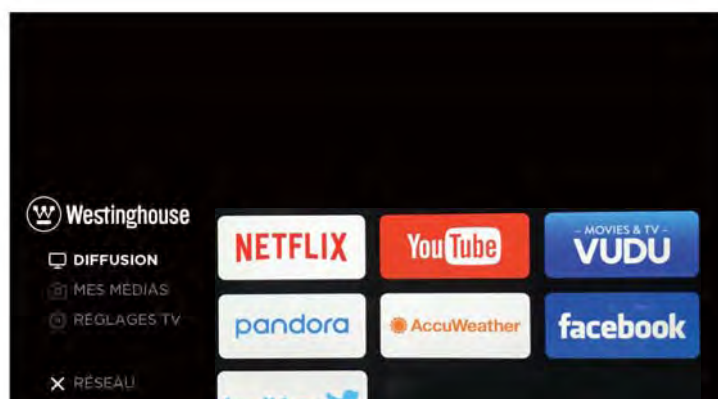 Westinghouse
DIFFUSION
MES MÉDIAS
RÉGLAGES TV
RÉSEAU
NETFLIX
YouTube
- MOVIES & TV -
VUDU
pandora
AccuWeather
facebook